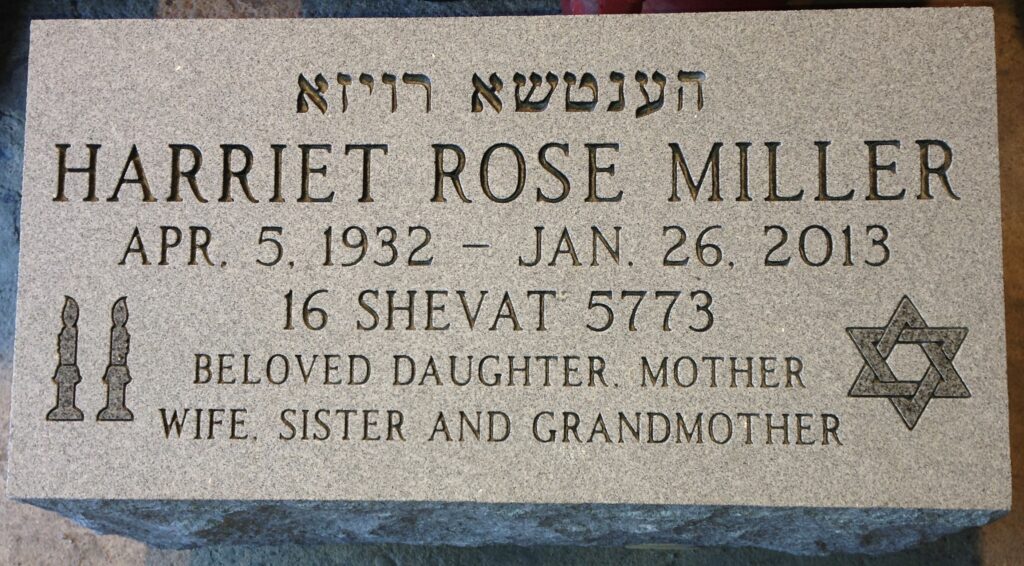 הענטשא רויזא
HARRIET ROSE MILLER
APR. 5, 1932 – JAN. 26, 2013
16 SHEVAT 5773
BELOVED DAUGHTER, MOTHER
WIFE, SISTER AND GRANDMOTHER